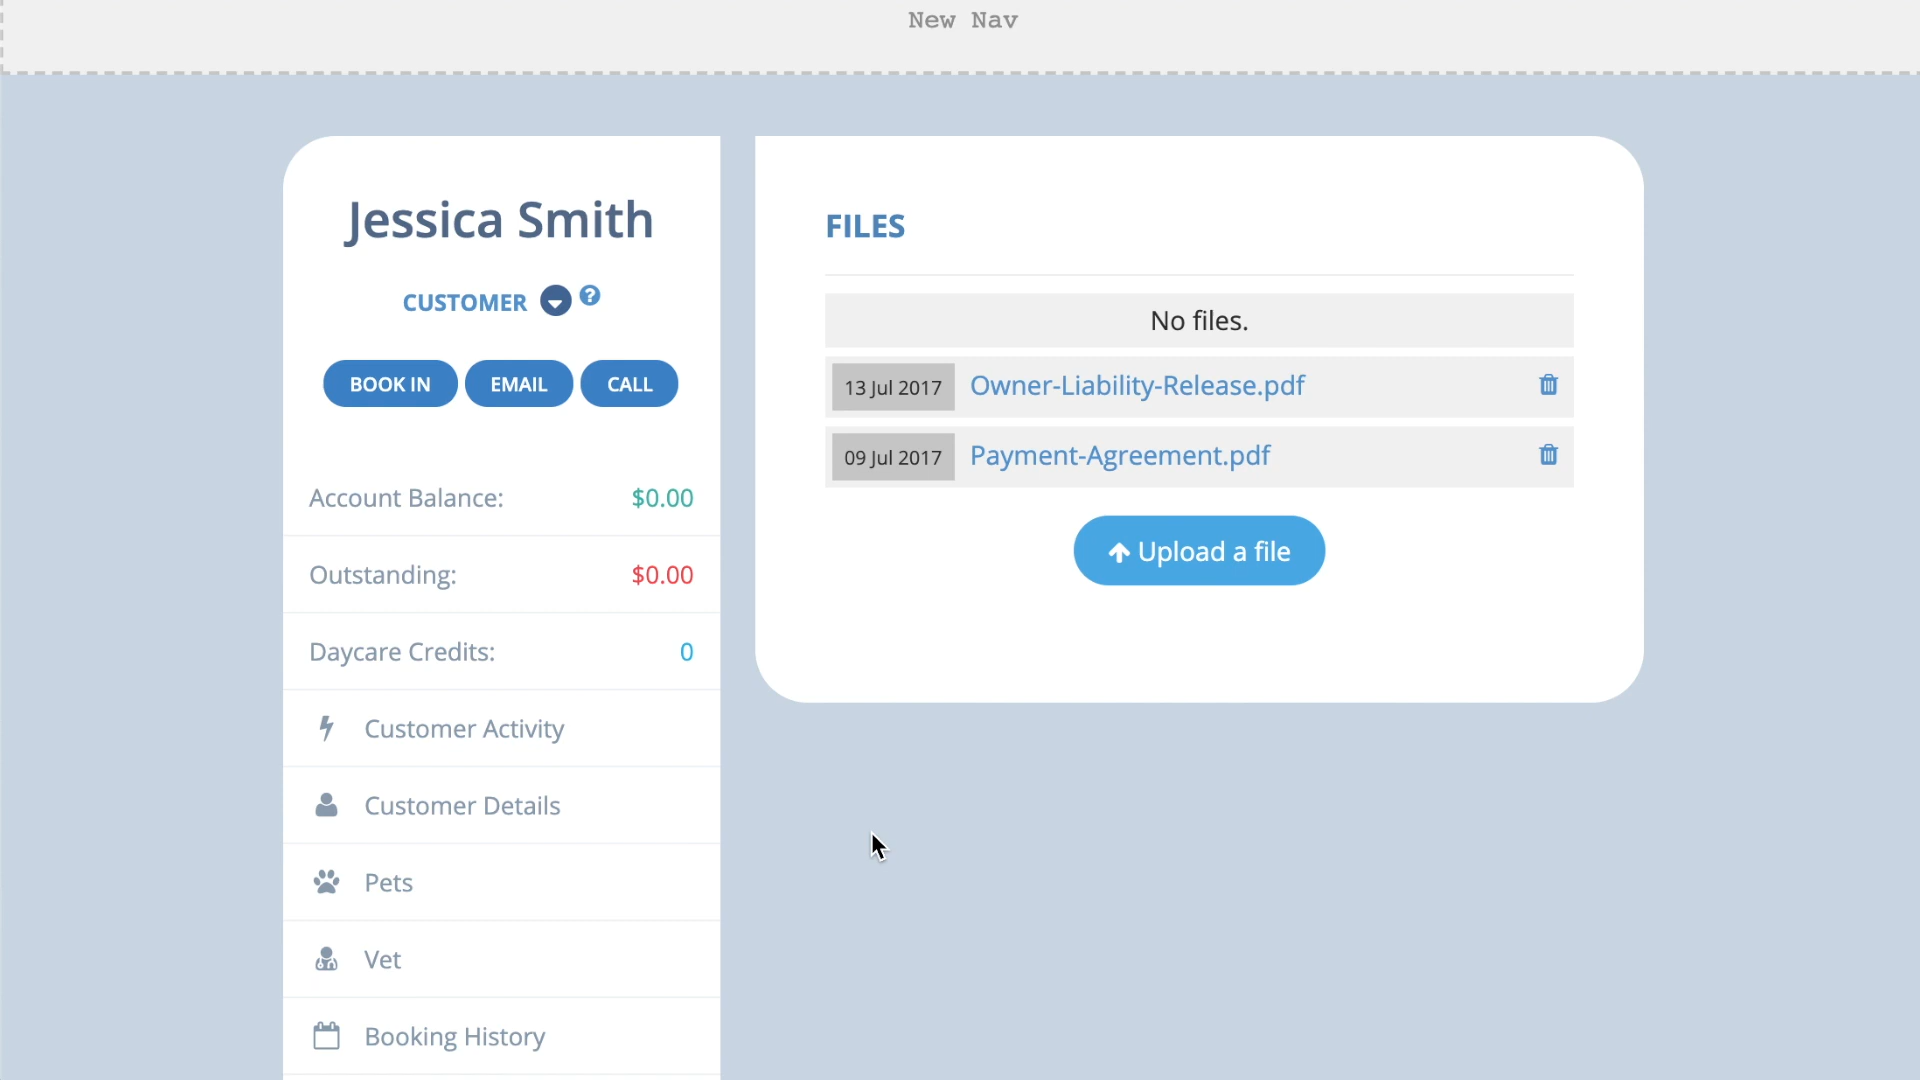 New Nav
Jessica Smith
CUSTOMER
BOOK IN EMAIL CALL
Account Balance: $0.00
Outstanding: $0.00
Daycare Credits: 0
Customer Activity
Customer Details
Pets
Vet
Booking History
FILES
No files.
13 Jul 2017 Owner-Liability-Release.pdf
09 Jul 2017 Payment-Agreement.pdf
Upload a file